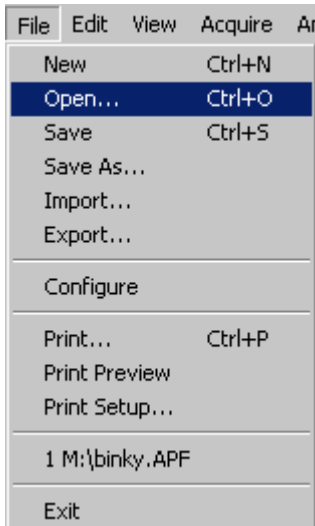 File Edit View Acquire
New Ctrl+N
Open... Ctrl+O
Save Ctrl+S
Save As...
Import...
Export...
Configure
Print... Ctrl+P
Print Preview
Print Setup...
1 M:\binky.APF
Exit